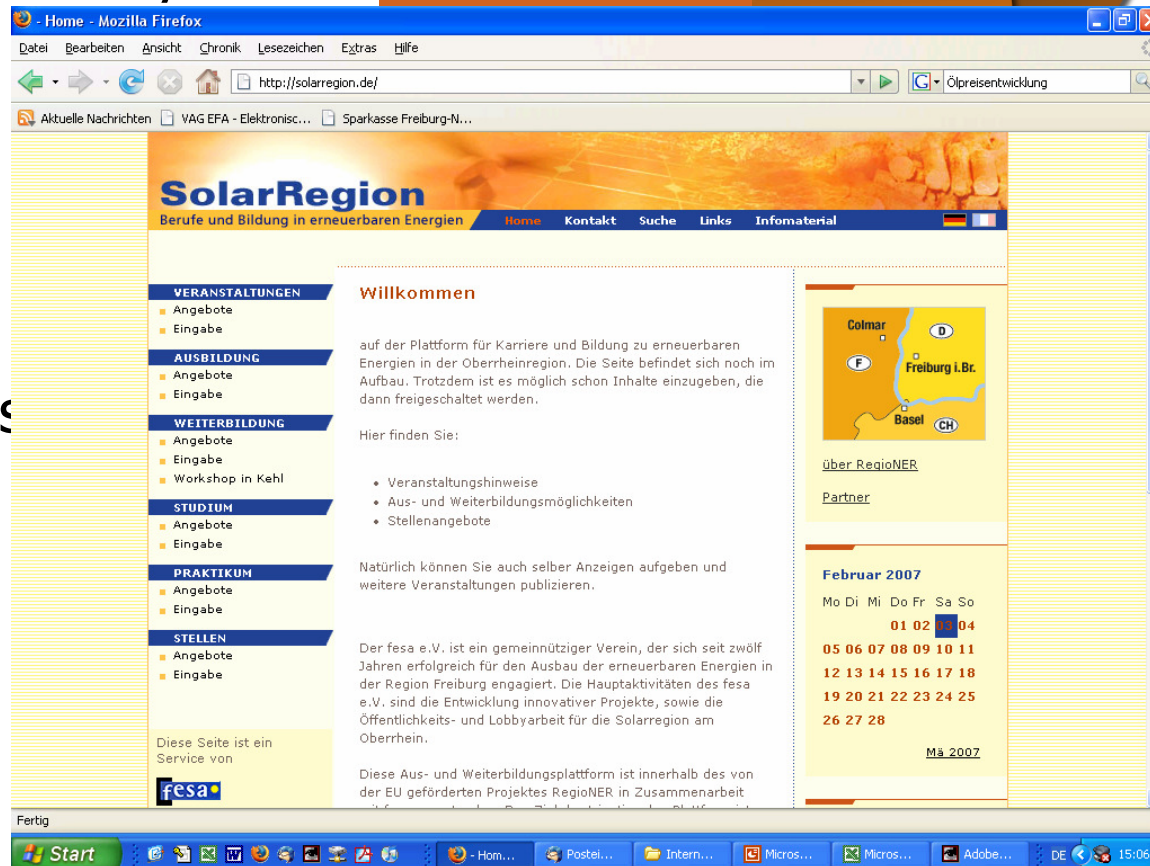 - Home - Mozilla Firefox
Datei Bearbeiten Ansicht Chronik Lesezeichen Extras Hilfe
http://solarregion.de/
G Ölpreisentwicklung
Aktuelle Nachrichten VAG EFA - Elektronisc... Sparkasse Freiburg-N...
SolarRegion
Berufe und Bildung in erneuerbaren Energien
Home Kontakt Suche Links Infomaterial
VERANSTALTUNGEN
Angebote
Eingabe
AUSBILDUNG
Angebote
Eingabe
WEITERBILDUNG
Angebote
Eingabe
Workshop in Kehl
STUDIUM
Angebote
Eingabe
PRAKTIKUM
Angebote
Eingabe
STELLEN
Angebote
Eingabe
Diese Seite ist ein
Service von
fesa
Willkommen
auf der Plattform für Karriere und Bildung zu erneuerbaren
Energien in der Oberrheinregion. Die Seite befindet sich noch im
Aufbau. Trotzdem ist es möglich schon Inhalte einzugeben, die
dann freigeschaltet werden.
Hier finden Sie:
• Veranstaltungshinweise
• Aus- und Weiterbildungsmöglichkeiten
• Stellenangebote
Natürlich können Sie auch selber Anzeigen aufgeben und
weitere Veranstaltungen publizieren.
Der fesa e.V. ist ein gemeinnütziger Verein, der sich seit zwölf
Jahren erfolgreich für den Ausbau der erneuerbaren Energien in
der Region Freiburg engagiert. Die Hauptaktivitäten des fesa
e.V. sind die Entwicklung innovativer Projekte, sowie die
Öffentlichkeits- und Lobbyarbeit für die Solarregion am
Oberrhein.
Diese Aus- und Weiterbildungsplattform ist innerhalb des von
der EU geförderten Projektes RegioNER in Zusammenarbeit
Colmar
D
F
Freiburg i.Br.
Basel
CH
über RegioNER
Partner
Februar 2007
Mo Di Mi Do Fr Sa So
01 02 03 04
05 06 07 08 09 10 11
12 13 14 15 16 17 18
19 20 21 22 23 24 25
26 27 28
Mä 2007
Fertig
Start - Hom... Postei... Intern... Micros... Micros... Adobe... DE 15:06